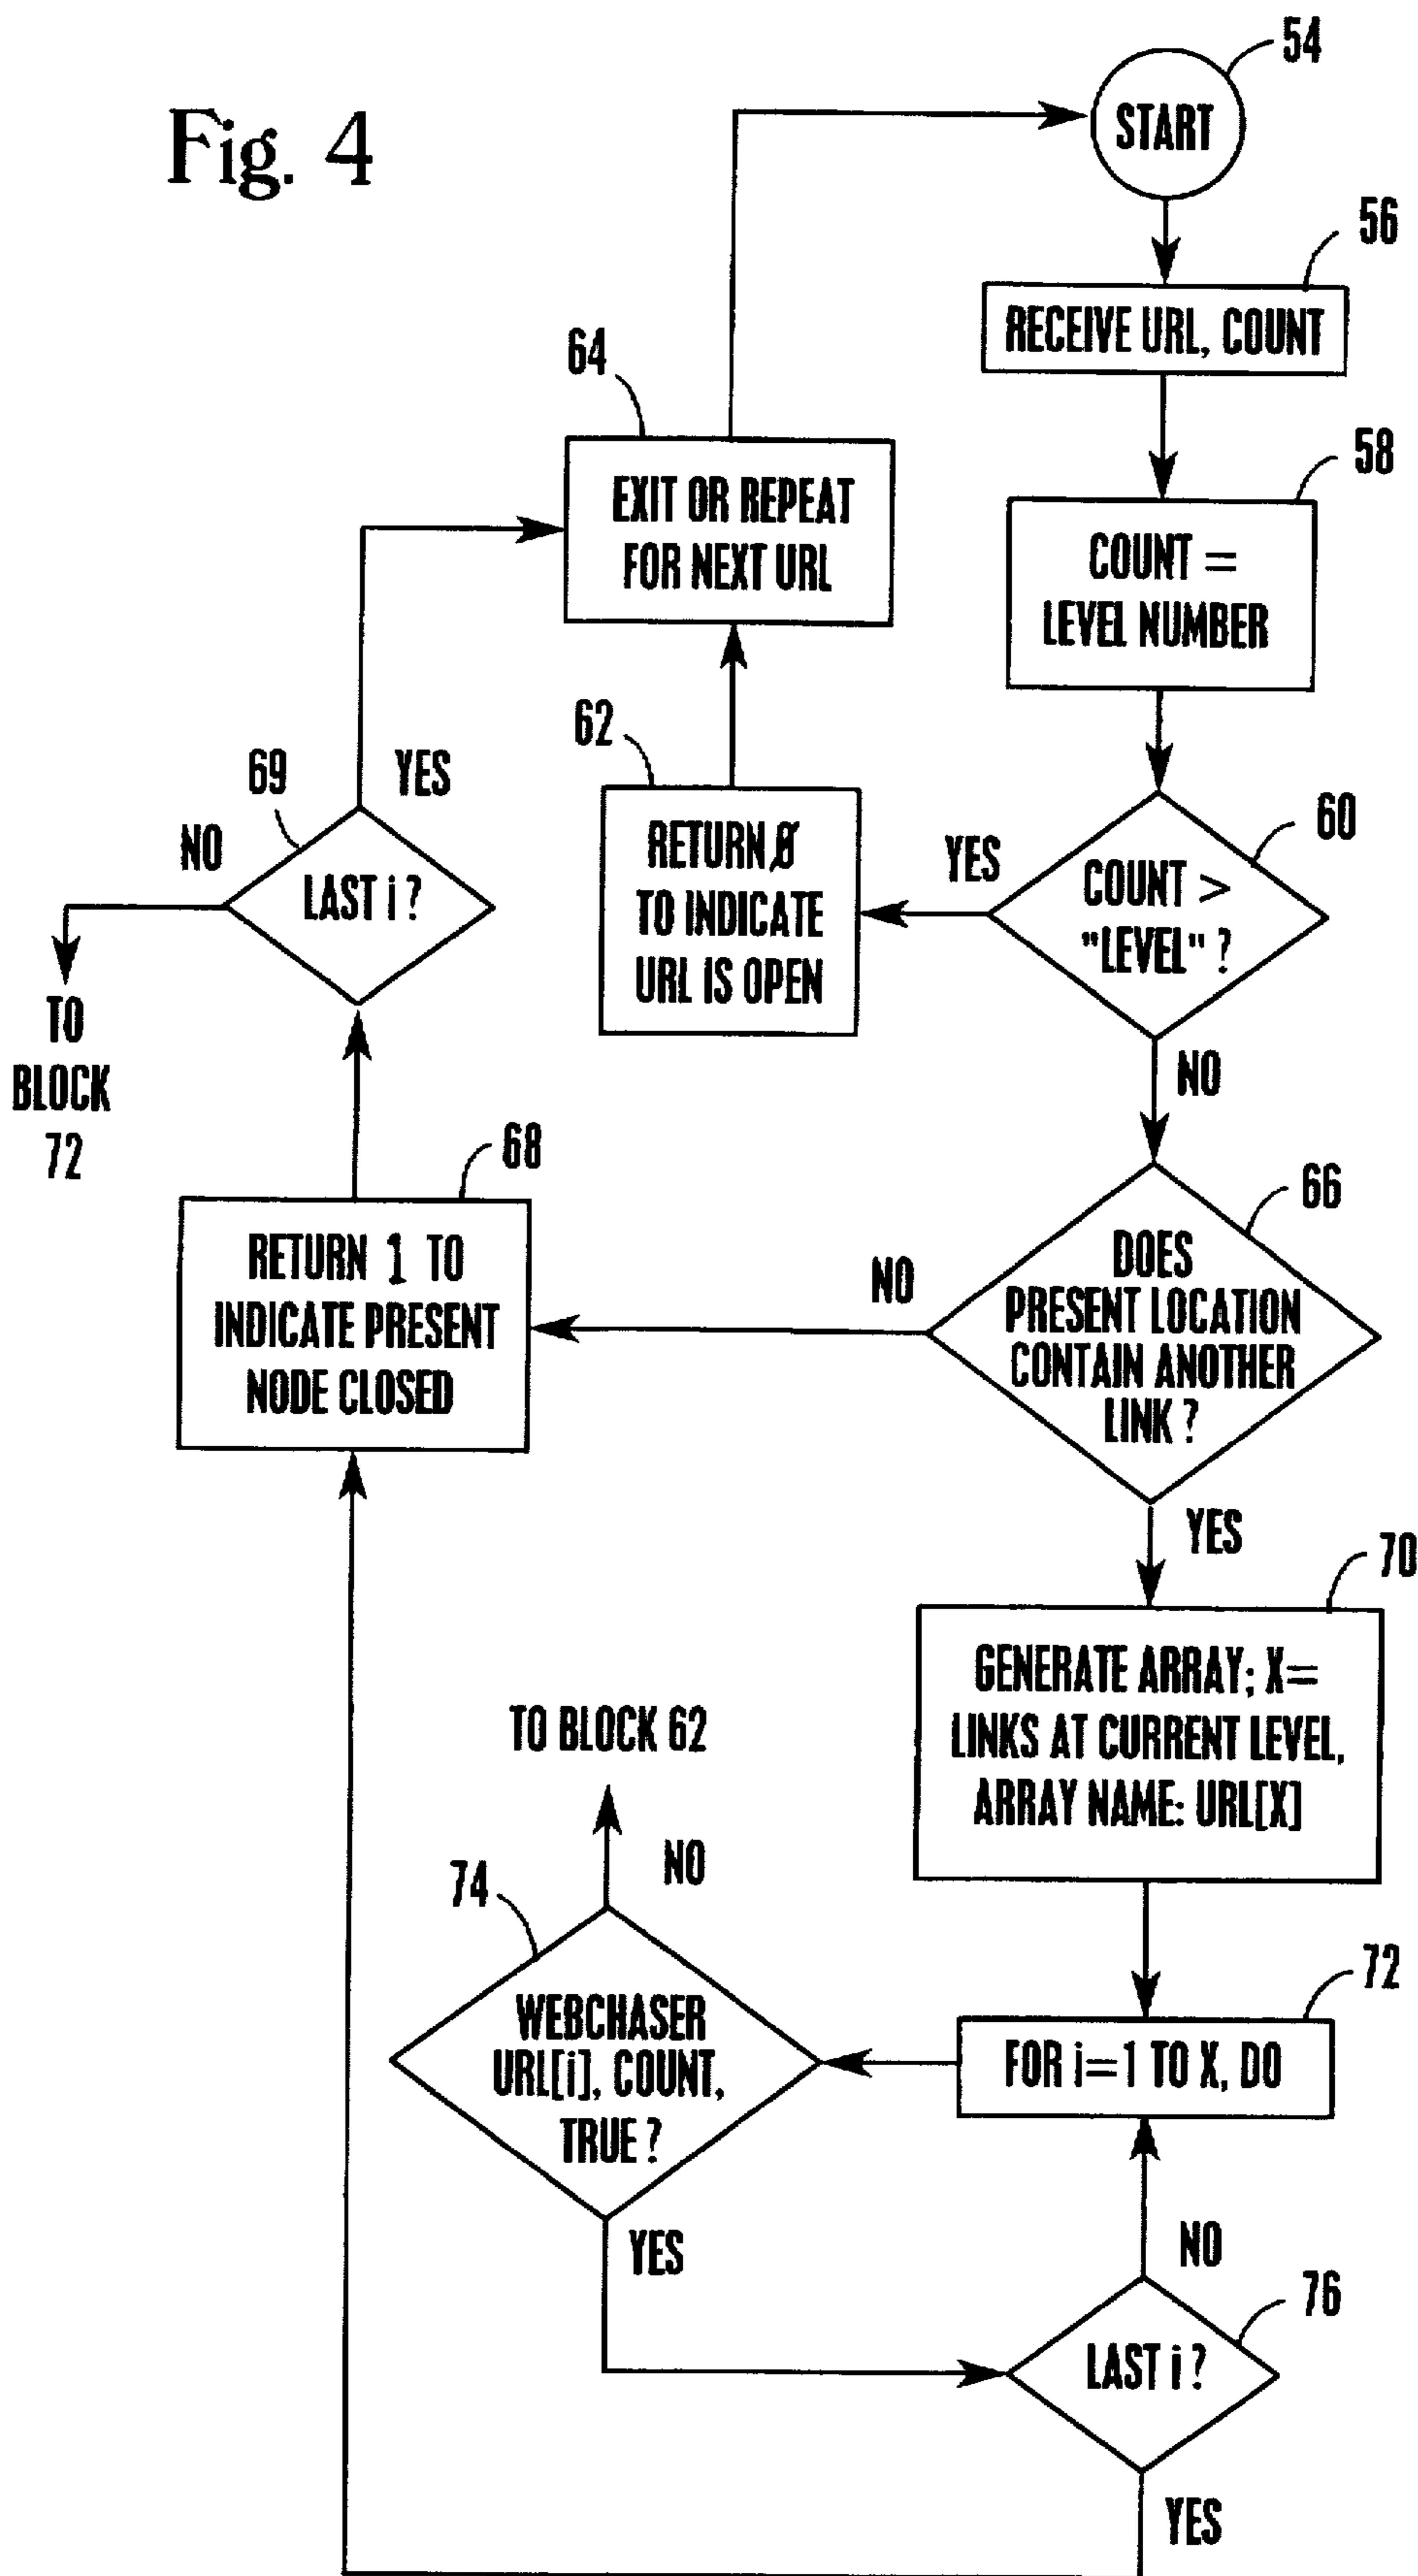 Fig. 4
54
START
56
RECEIVE URL, COUNT
64
EXIT OR REPEAT
FOR NEXT URL
58
COUNT =
LEVEL NUMBER
62
RETURN 0
TO INDICATE
URL IS OPEN
69
YES
NO
LAST i ?
TO
BLOCK
72
60
YES
COUNT >
"LEVEL" ?
NO
68
RETURN 1 TO
INDICATE PRESENT
NODE CLOSED
66
NO
DOES
PRESENT LOCATION
CONTAIN ANOTHER
LINK ?
YES
70
GENERATE ARRAY; X=
LINKS AT CURRENT LEVEL,
ARRAY NAME: URL[X]
TO BLOCK 62
NO
74
WEBCHASER
URL[i], COUNT,
TRUE ?
YES
72
FOR i=1 TO X, DO
NO
76
LAST i ?
YES